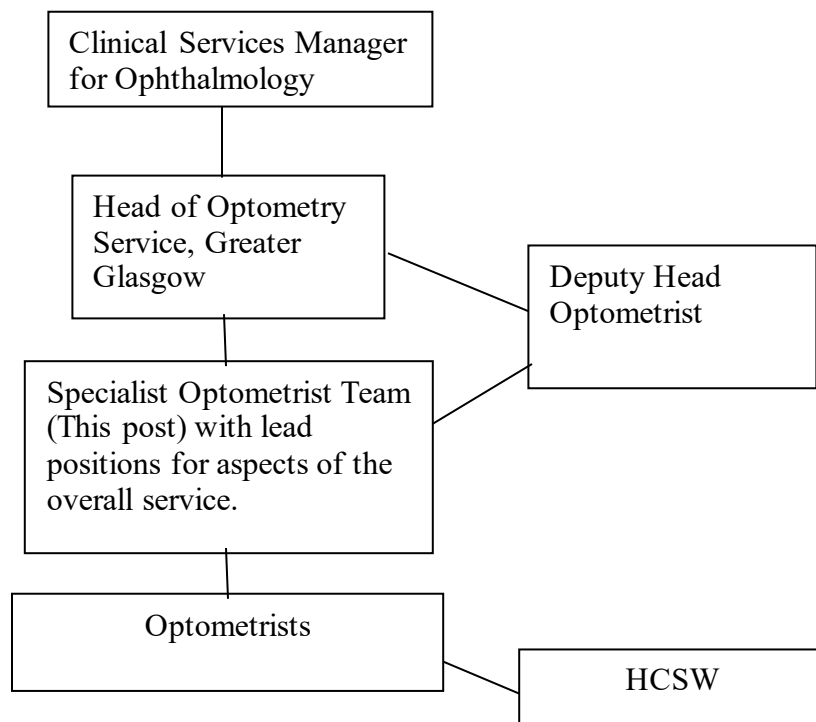 Clinical Services Manager
for Ophthalmology
Head of Optometry
Service, Greater
Glasgow
Deputy Head
Optometrist
Specialist Optometrist Team
(This post) with lead
positions for aspects of the
overall service.
Optometrists
HCSW